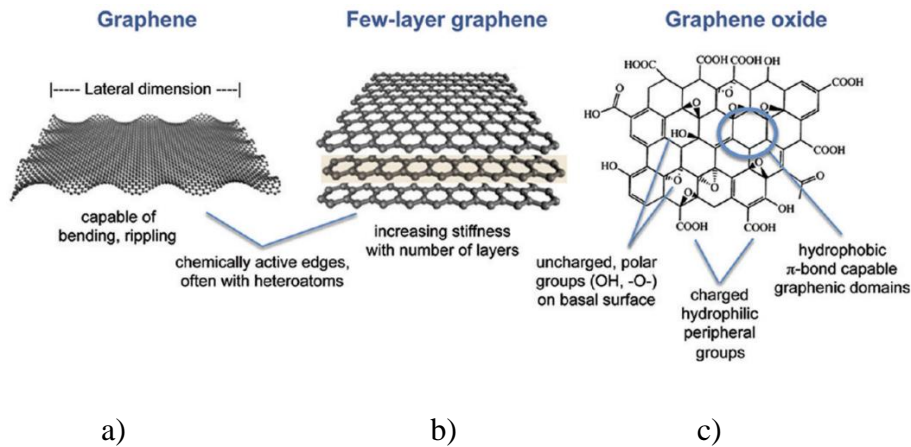 Graphene
Few-layer graphene
Graphene oxide
|----- Lateral dimension ----|
capable of
bending, rippling
chemically active edges,
often with heteroatoms
increasing stiffness
with number of layers
HOOC
COOH
COOH
COOH
OH
COOH
O
HO
O
O
O
O
HO
COOH
HO
O
O
O
O
OH
COOH
COOH
uncharged, polar
groups (OH, -O-)
on basal surface
charged
hydrophilic
peripheral
groups
hydrophobic
π-bond capable
graphenic domains
a)
b)
c)